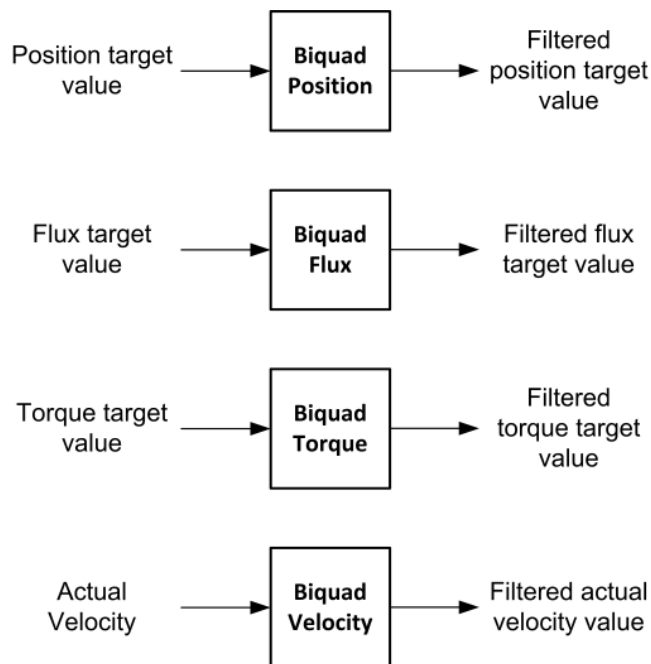 Position target
value
Biquad
Position
Filtered
position target
value
Flux target
value
Biquad
Flux
Filtered flux
target value
Torque target
value
Biquad
Torque
Filtered
torque target
value
Actual
Velocity
Biquad
Velocity
Filtered actual
velocity value